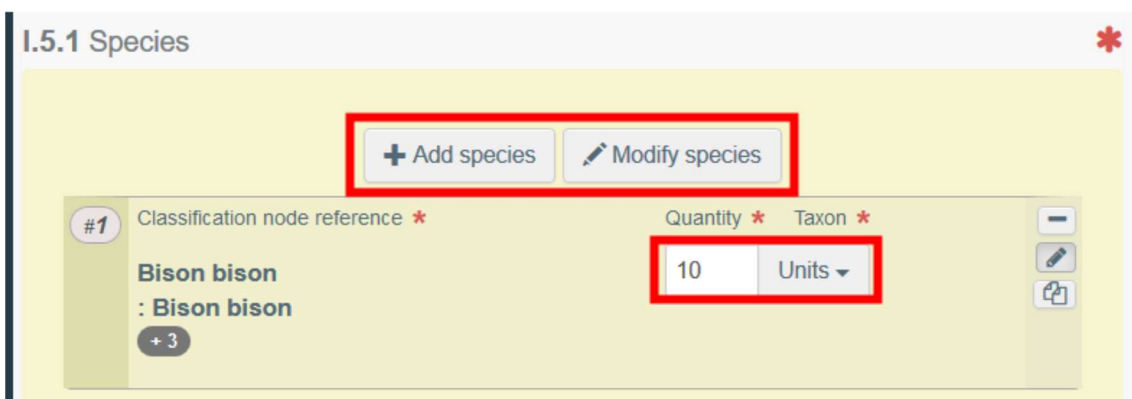 I.5.1 Species *
+ Add species Modify species
#1 Classification node reference * Quantity * Taxon *
10 Units
Bison bison
: Bison bison
+ 3